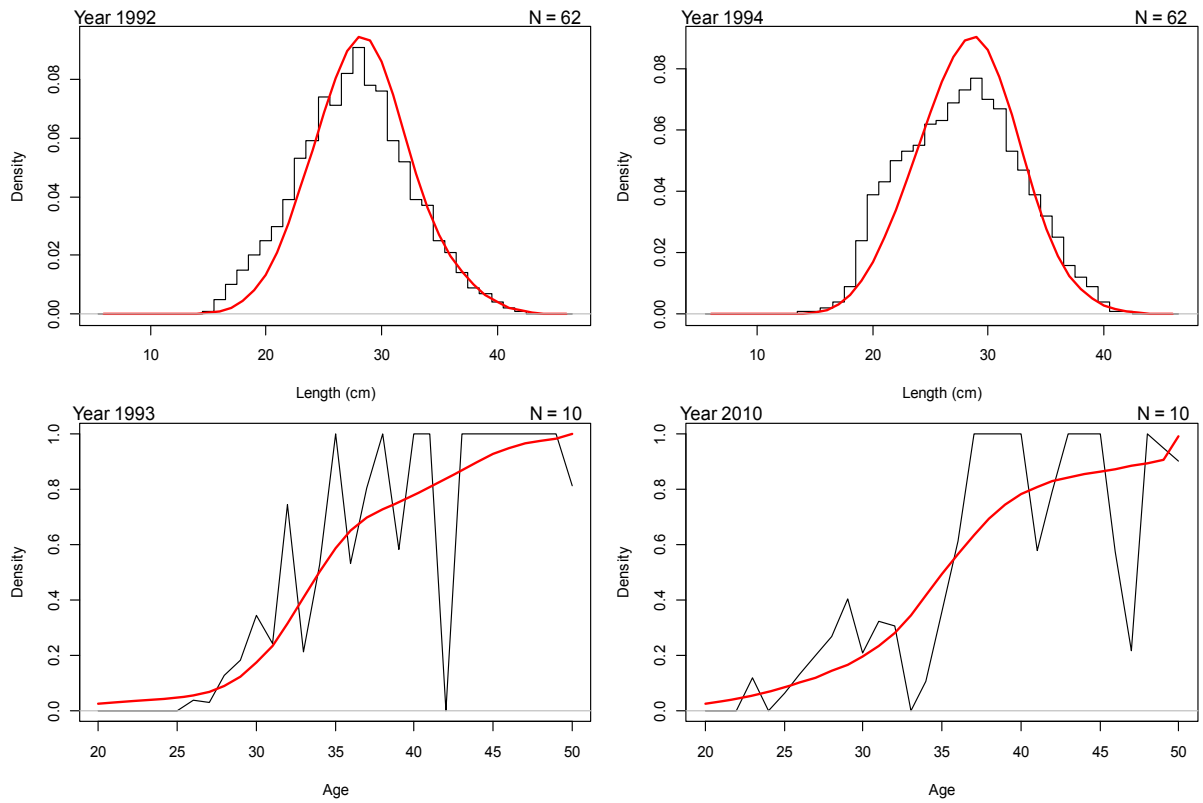 Year 1992 N = 62
Density
0.00 0.02 0.04 0.06 0.08
10 20 30 40
Length (cm)
Year 1994 N = 62
Density
0.00 0.02 0.04 0.06 0.08
10 20 30 40
Length (cm)
Year 1993 N = 10
Density
0.0 0.2 0.4 0.6 0.8 1.0
20 25 30 35 40 45 50
Age
Year 2010 N = 10
Density
0.0 0.2 0.4 0.6 0.8 1.0
20 25 30 35 40 45 50
Age